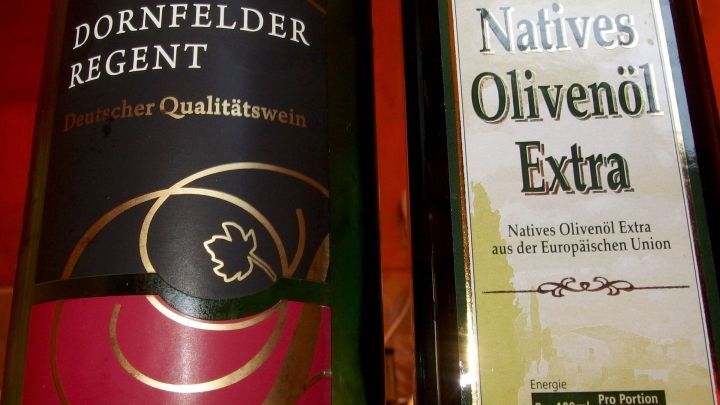 DORNFELDER
REGENT
Deutscher Qualitätswein
Natives
Olivenöl
Extra
Natives Olivenöl Extra
aus der Europäischen Union
Energie
Pro Portion